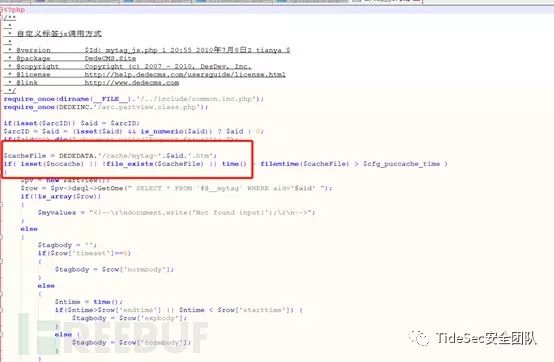 <?php
/**
 *
 * 自定义标签js调用方式
 *
 * @version $Id: mytag_js.php 1 20:55 2010年7月8日Z tianya $
 * @package DedeCMS.Site
 * @copyright Copyright (c) 2007 - 2010, DesDev, Inc.
 * @license http://help.dedecms.com/usersguide/license.html
 * @link http://www.dedecms.com
 */
require_once(dirname(__FILE__).'/../include/common.inc.php');
require_once(DEDEINC.'/arc.partview.class.php');
if(isset($arcID)) $aid = $arcID;
$arcID = $aid = (isset($aid) && is_numeric($aid)) ? $aid : 0;
$cacheFile = DEDEDATA.'/cache/mytag-'.$aid.'.htm';
if( isset($nocache) || !file_exists($cacheFile) || time() - filemtime($cacheFile) > $cfg_puccache_time )
{
$pv = new PartView();
$row = $pv->dsql->GetOne(" SELECT * FROM `#@__mytag` WHERE aid='$aid' ");
if(!is_array($row))
{
$myvalues = "<!--\r\ndocument.write('Not found input!');\r\n-->";
}
else
{
$tagbody = '';
if($row['timeset']==0)
{
$tagbody = $row['normbody'];
}
else
{
$ntime = time();
if($ntime>$row['endtime'] || $ntime < $row['starttime']) {
$tagbody = $row['expbody'];
}
else {
$tagbody = $row['normbody'];
REEBUF
TideSec安全团队